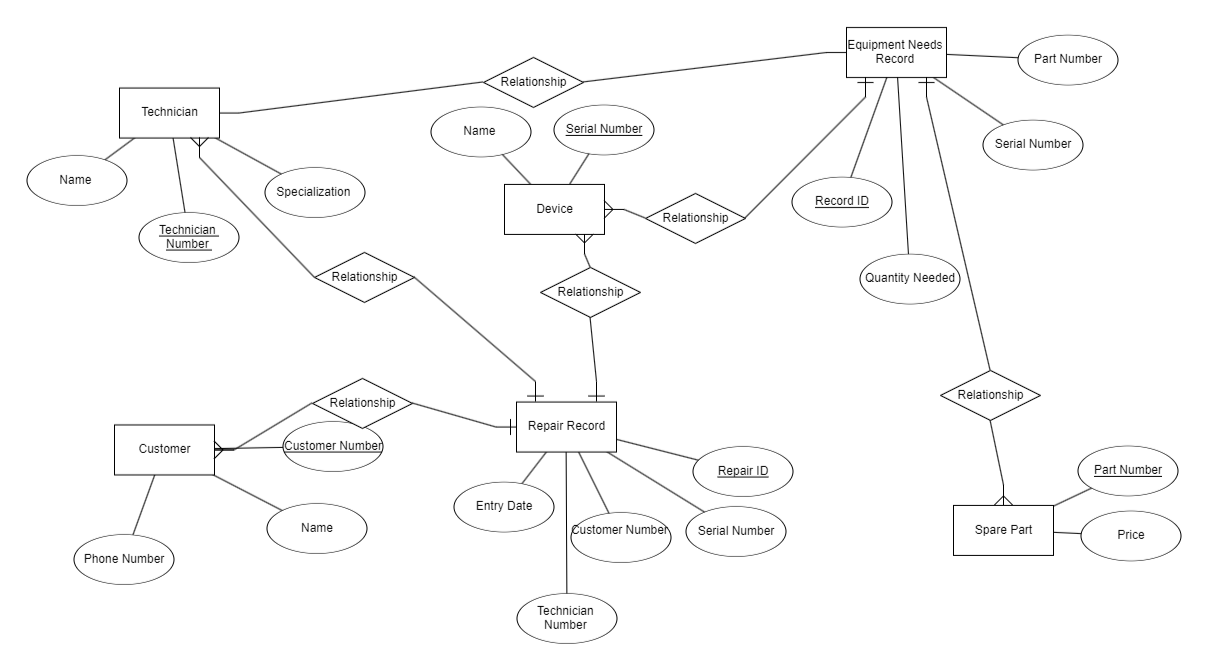 Equipment Needs
Record
Part Number
Relationship
Technician
Name
Serial Number
Serial Number
Name
Specialization
Record ID
Device
Relationship
Technician
Number
Relationship
Quantity Needed
Relationship
Relationship
Relationship
Customer
Customer Number
Repair Record
Repair ID
Part Number
Entry Date
Name
Customer Number
Serial Number
Spare Part
Price
Phone Number
Technician
Number